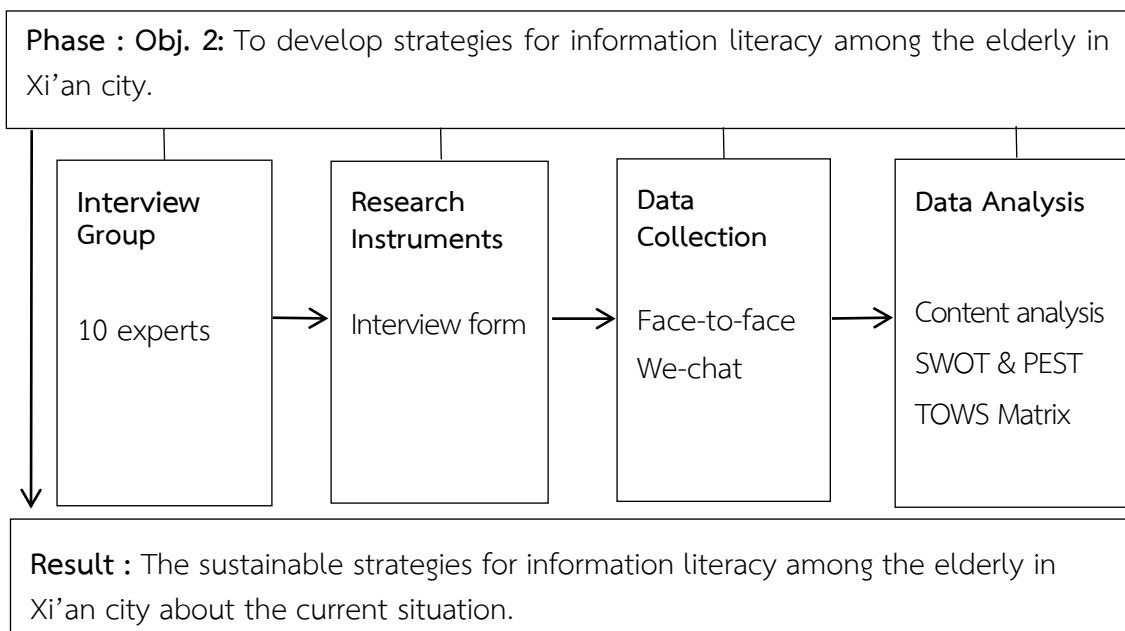 Phase : Obj. 2: To develop strategies for information literacy among the elderly in
Xi’an city.
Interview
Group
10 experts
Research
Instruments
Interview form
Data
Collection
Face-to-face
We-chat
Data Analysis
Content analysis
SWOT & PEST
TOWS Matrix
Result : The sustainable strategies for information literacy among the elderly in
Xi’an city about the current situation.